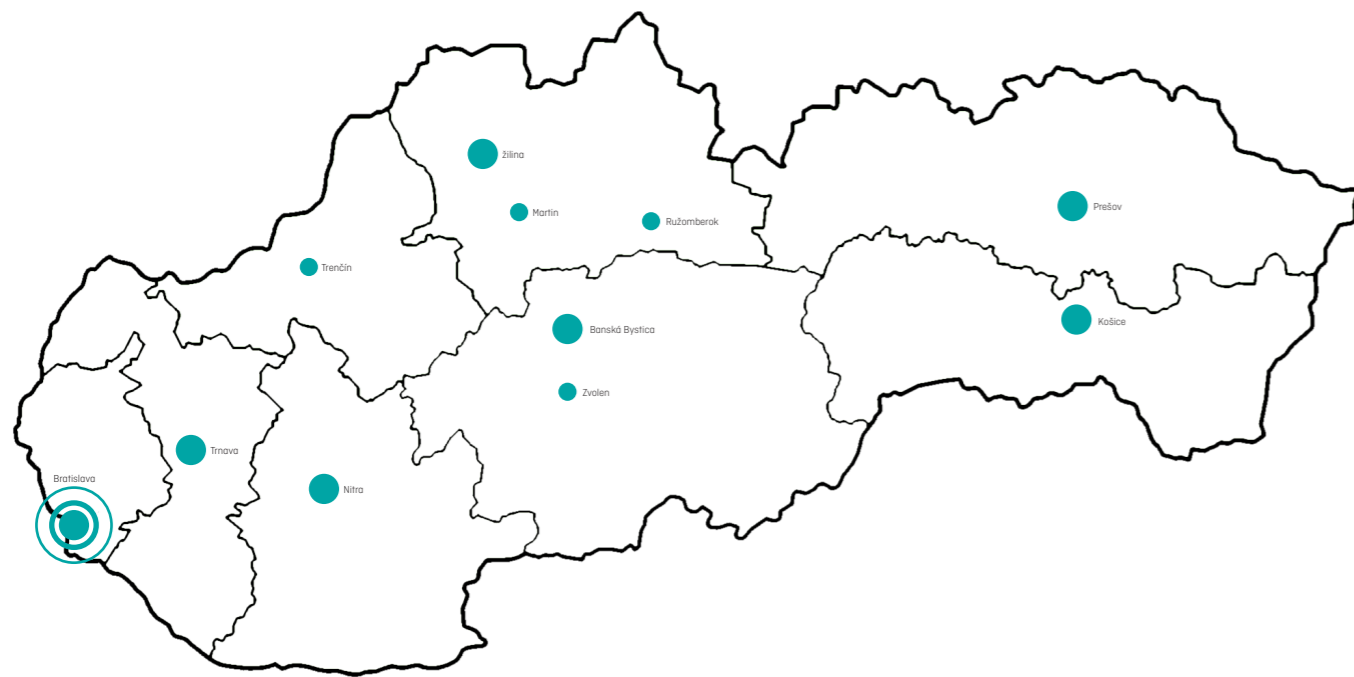 žilina
Martin
Ružomberok
Prešov
Trenčín
Banská Bystica
Košice
Zvolen
Trnava
Bratislava
Nitra